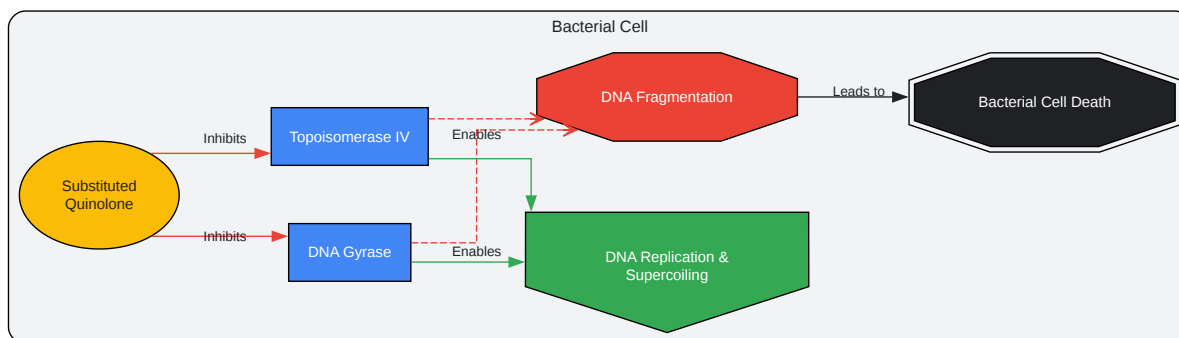 Bacterial Cell
DNA Fragmentation
Leads to
Bacterial Cell Death
Inhibits
Topoisomerase IV
Enables
Substituted
Quinolone
Inhibits
DNA Gyrase
Enables
DNA Replication &
Supercoiling